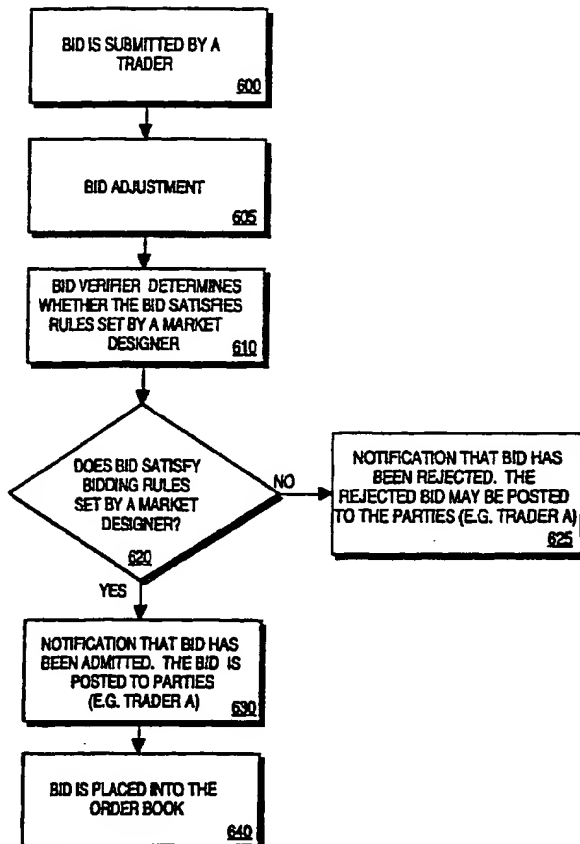 BID IS SUBMITTED BY A
TRADER
600
BID ADJUSTMENT
605
BID VERIFIER DETERMINES
WHETHER THE BID SATISFIES
RULES SET BY A MARKET
DESIGNER
610
DOES BID SATISFY
BIDDING RULES
SET BY A MARKET
DESIGNER?
620
NO
NOTIFICATION THAT BID HAS
BEEN REJECTED. THE
REJECTED BID MAY BE POSTED
TO THE PARTIES (E.G. TRADER A)
625
YES
NOTIFICATION THAT BID HAS
BEEN ADMITTED. THE BID IS
POSTED TO PARTIES
(E.G. TRADER A)
630
BID IS PLACED INTO THE
ORDER BOOK
640